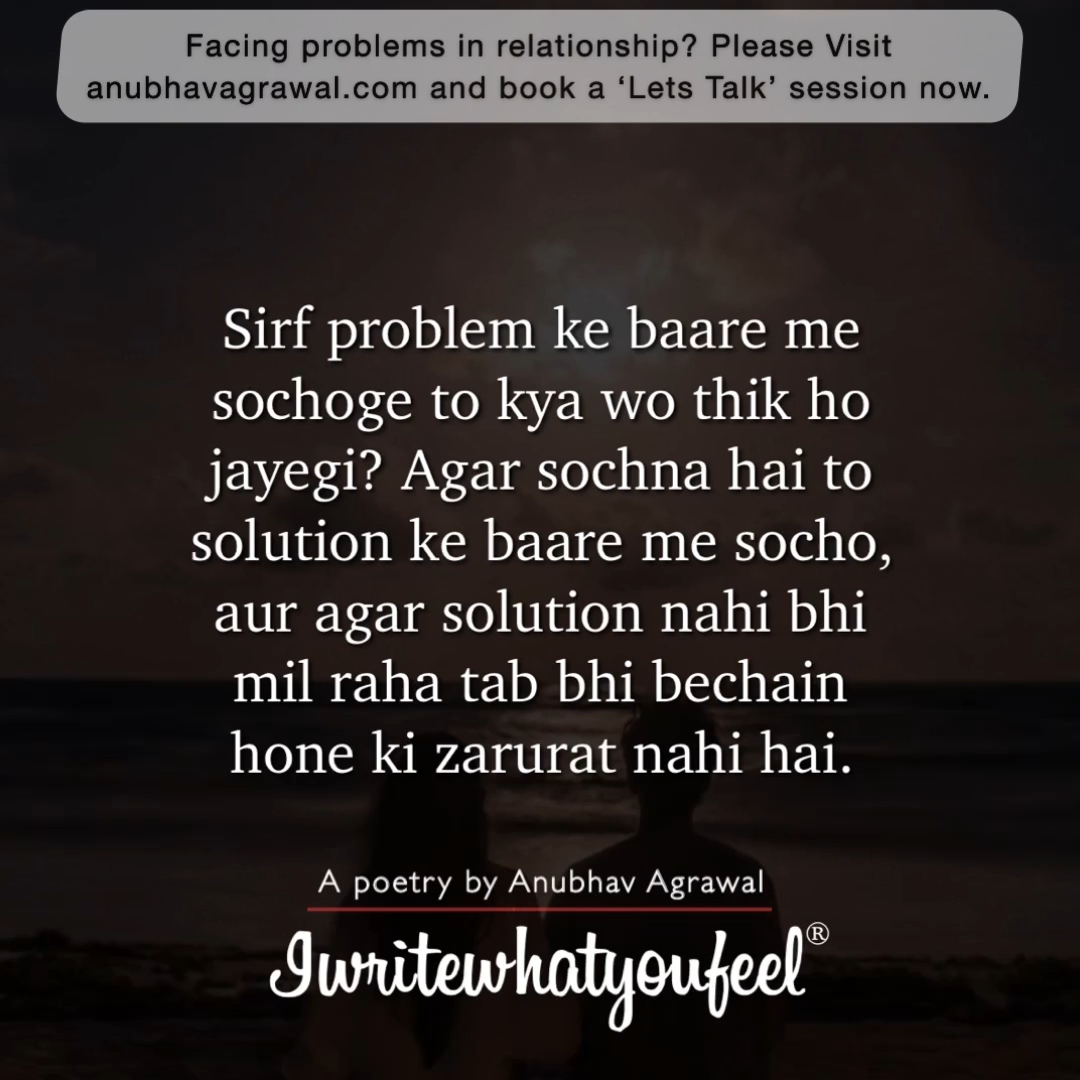 Facing problems in relationship? Please Visit
anubhavagrawal.com and book a ‘Lets Talk’ session now.
Sirf problem ke baare me
sochoge to kya wo thik ho
jayegi? Agar sochna hai to
solution ke baare me socho,
aur agar solution nahi bhi
mil raha tab bhi bechain
hone ki zarurat nahi hai.
A poetry by Anubhav Agrawal
Iwritewhatyoufeel®